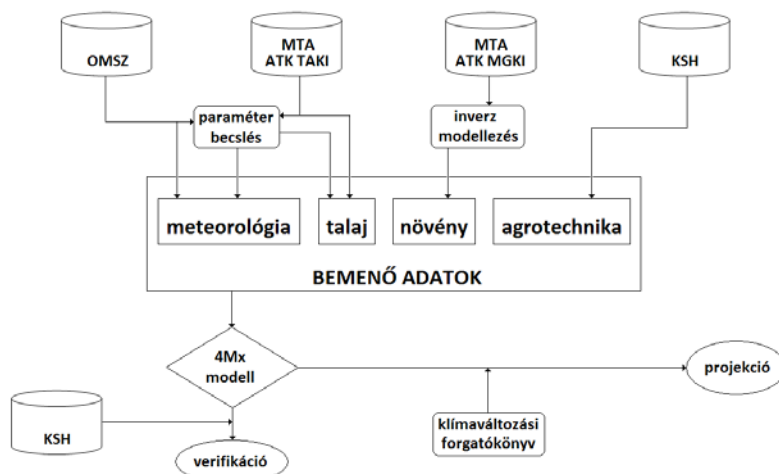 OMSZ
MTA
ATK TAKI
MTA
ATK MGKI
KSH
paraméter
becslés
inverz
modellezés
meteorológia
talaj
növény
agrotechnika
BEMENŐ ADATOK
4Mx
modell
projekció
KSH
klímaváltozási
forgatókönyv
verifikáció